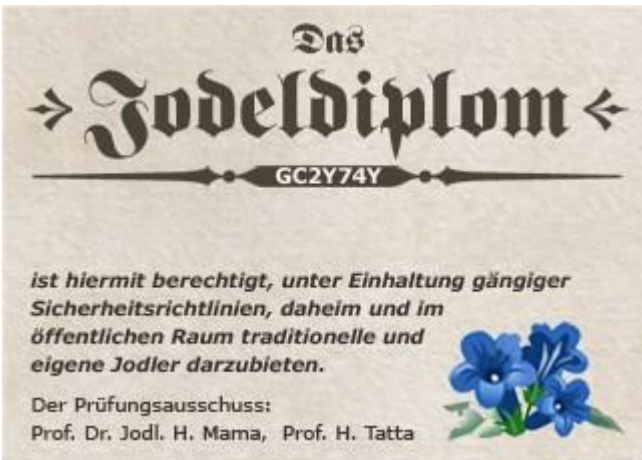 Das
Jodeldiplom
GC2Y74Y
ist hiermit berechtigt, unter Einhaltung gängiger
Sicherheitsrichtlinien, daheim und im
öffentlichen Raum traditionelle und
eigene Jodler darzubieten.
Der Prüfungsausschuss:
Prof. Dr. Jodl. H. Mama, Prof. H. Tatta